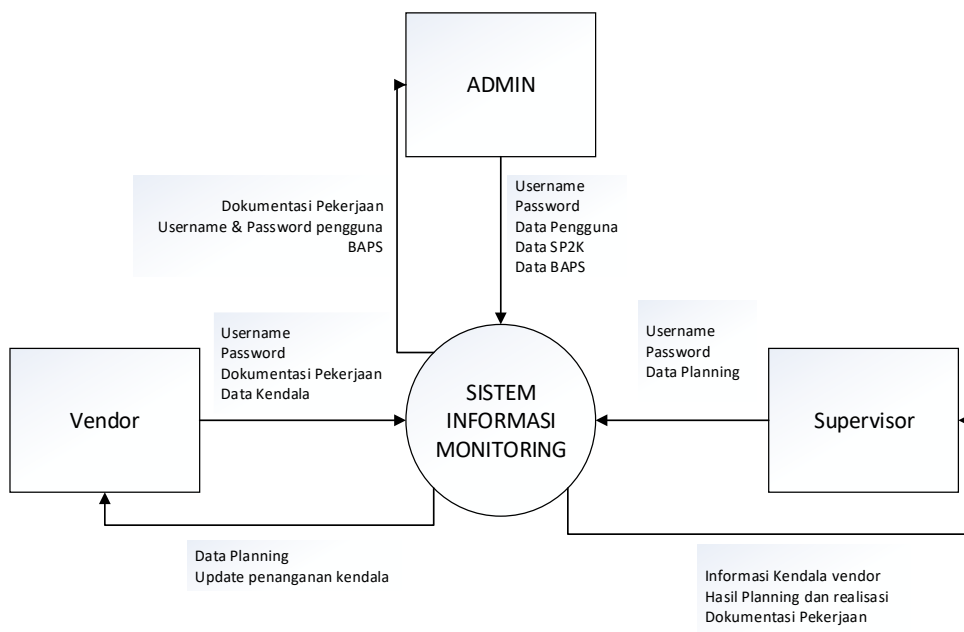 ADMIN
Dokumentasi Pekerjaan
Username & Password pengguna
BAPS
Username
Password
Data Pengguna
Data SP2K
Data BAPS
Username
Password
Dokumentasi Pekerjaan
Data Kendala
Username
Password
Data Planning
Vendor
SISTEM
INFORMASI
MONITORING
Supervisor
Data Planning
Update penanganan kendala
Informasi Kendala vendor
Hasil Planning dan realisasi
Dokumentasi Pekerjaan